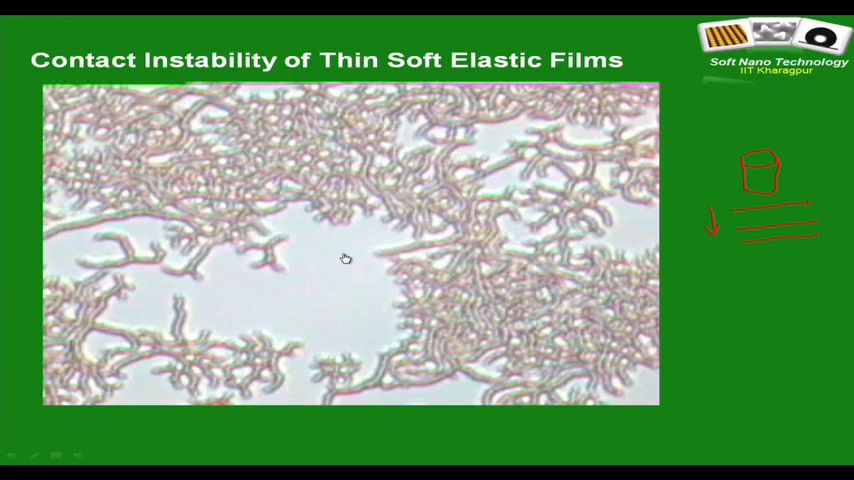 Contact Instability of Thin Soft Elastic Films
Soft Nano Technology
IIT Kharagpur